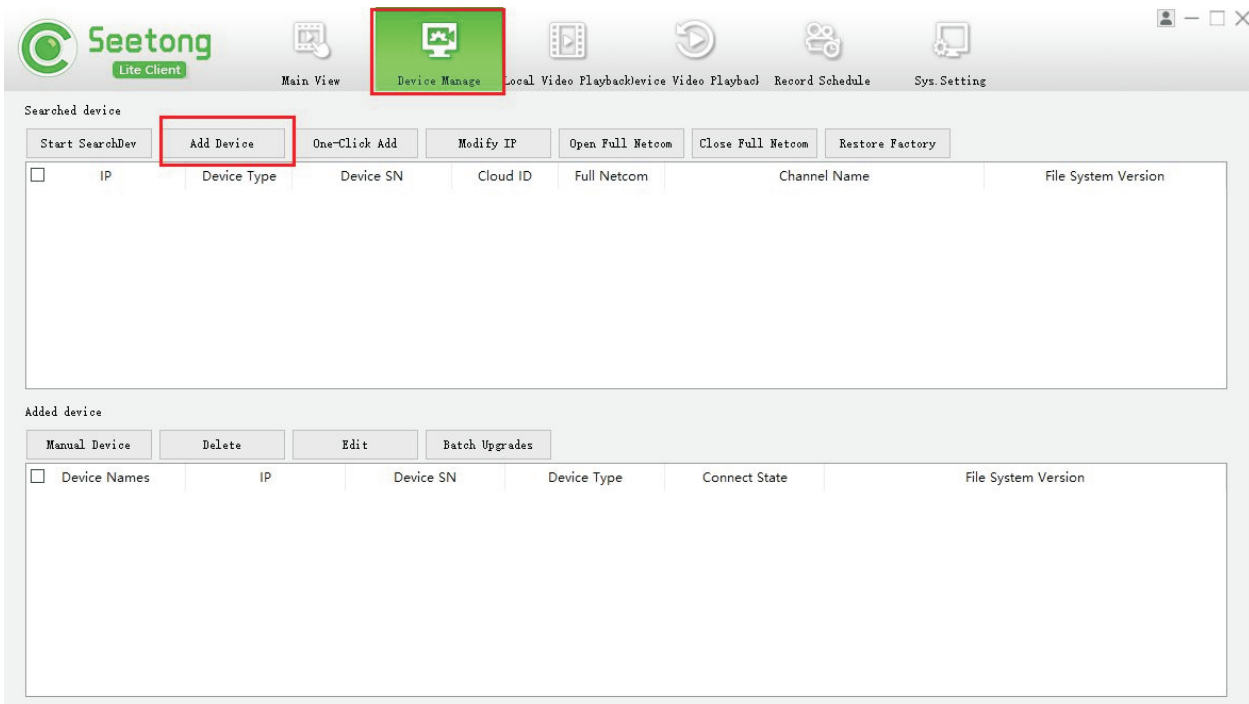 Seetong
Lite Client
Main View Device Manage Local Video Playback Device Video Playback Record Schedule Sys.Setting
Searched device
Start SearchDev Add Device One-Click Add Modify IP Open Full Netcom Close Full Netcom Restore Factory
IP Device Type Device SN Cloud ID Full Netcom Channel Name File System Version
Added device
Manual Device Delete Edit Batch Upgrades
Device Names IP Device SN Device Type Connect State File System Version